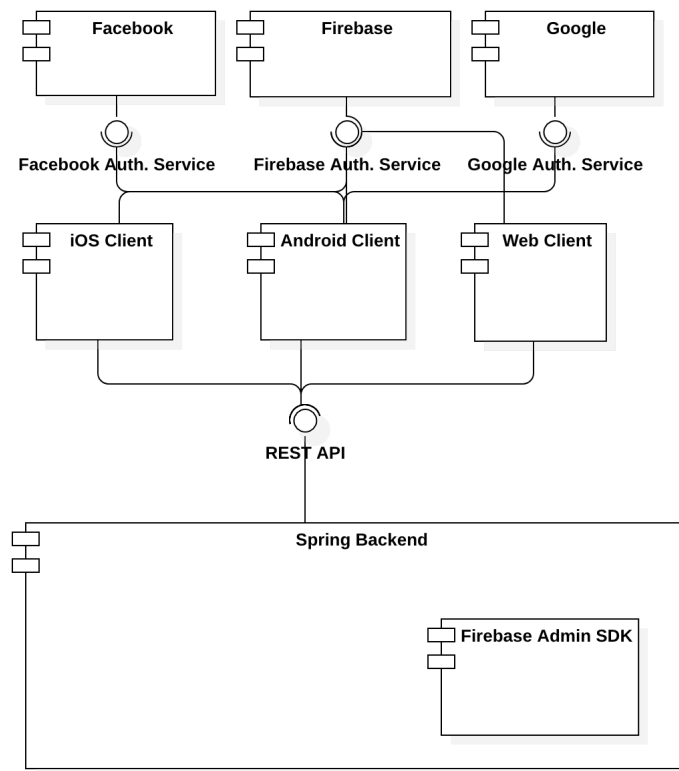 Facebook
Firebase
Google
Facebook Auth. Service
Firebase Auth. Service
Google Auth. Service
iOS Client
Android Client
Web Client
REST API
Spring Backend
Firebase Admin SDK